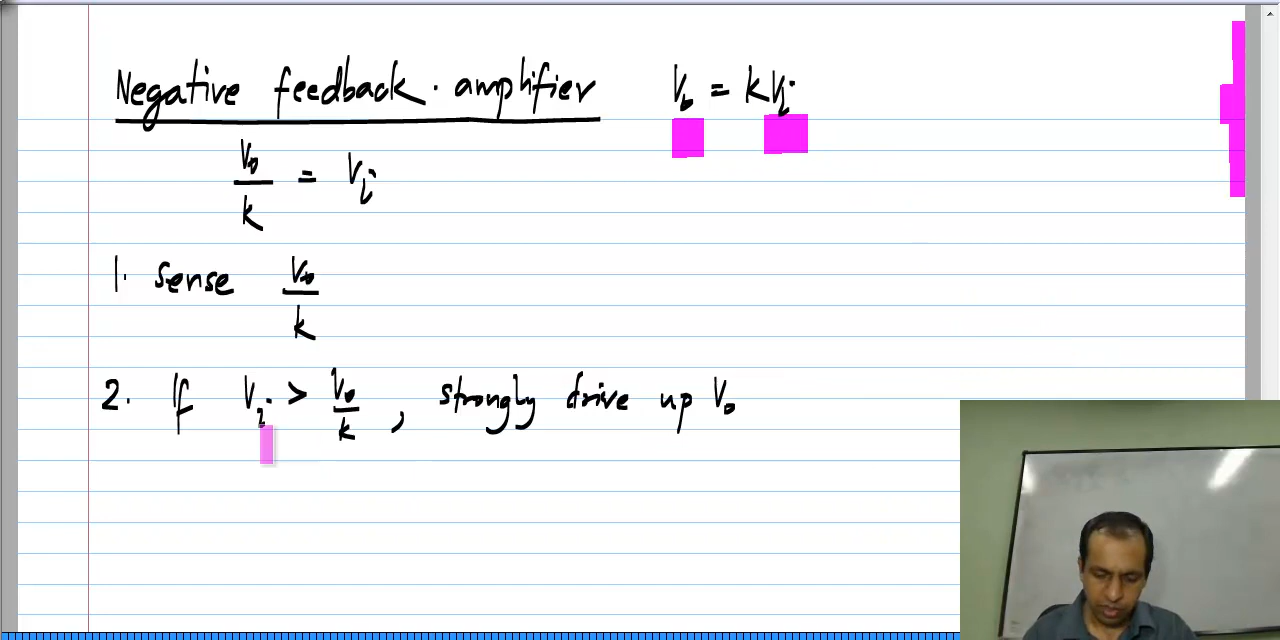 Negative feedback amplifier Vo = kVi
Vo/k = Vi
1. Sense Vo/k
2. If Vi > Vo/k, strongly drive up Vo